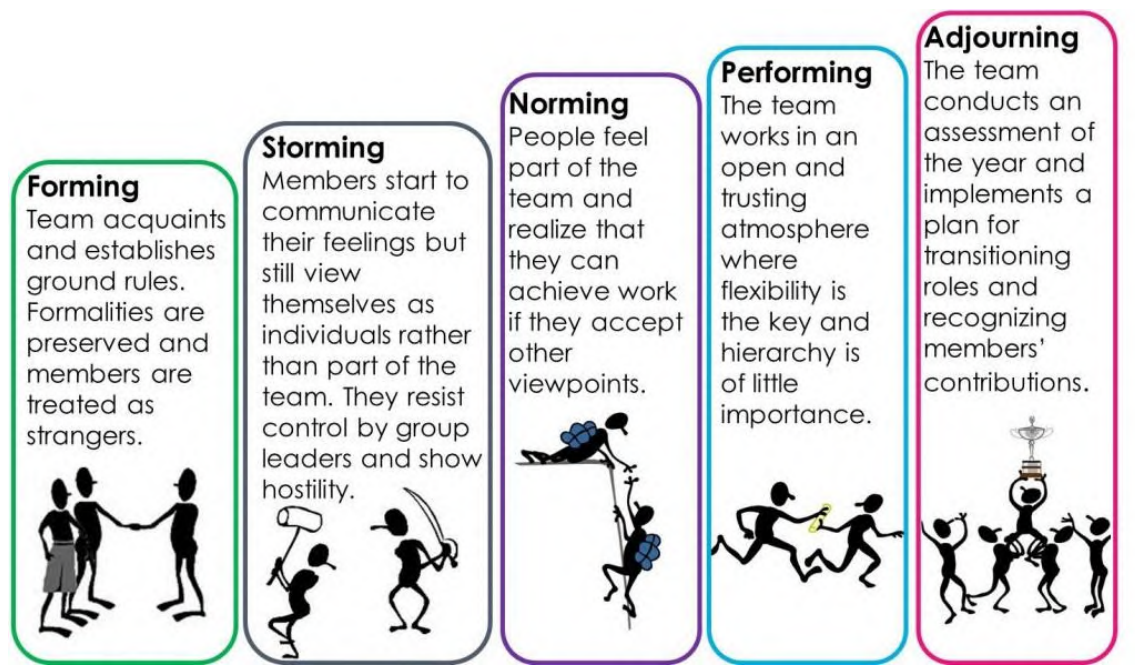 Forming
Team acquaints
and establishes
ground rules.
Formalities are
preserved and
members are
treated as
strangers.
Storming
Members start to
communicate
their feelings but
still view
themselves as
individuals rather
than part of the
team. They resist
control by group
leaders and show
hostility.
Norming
People feel
part of the
team and
realize that
they can
achieve work
if they accept
other
viewpoints.
Performing
The team
works in an
open and
trusting
atmosphere
where
flexibility is
the key and
hierarchy is
of little
importance.
Adjourning
The team
conducts an
assessment of
the year and
implements a
plan for
transitioning
roles and
recognizing
members’
contributions.